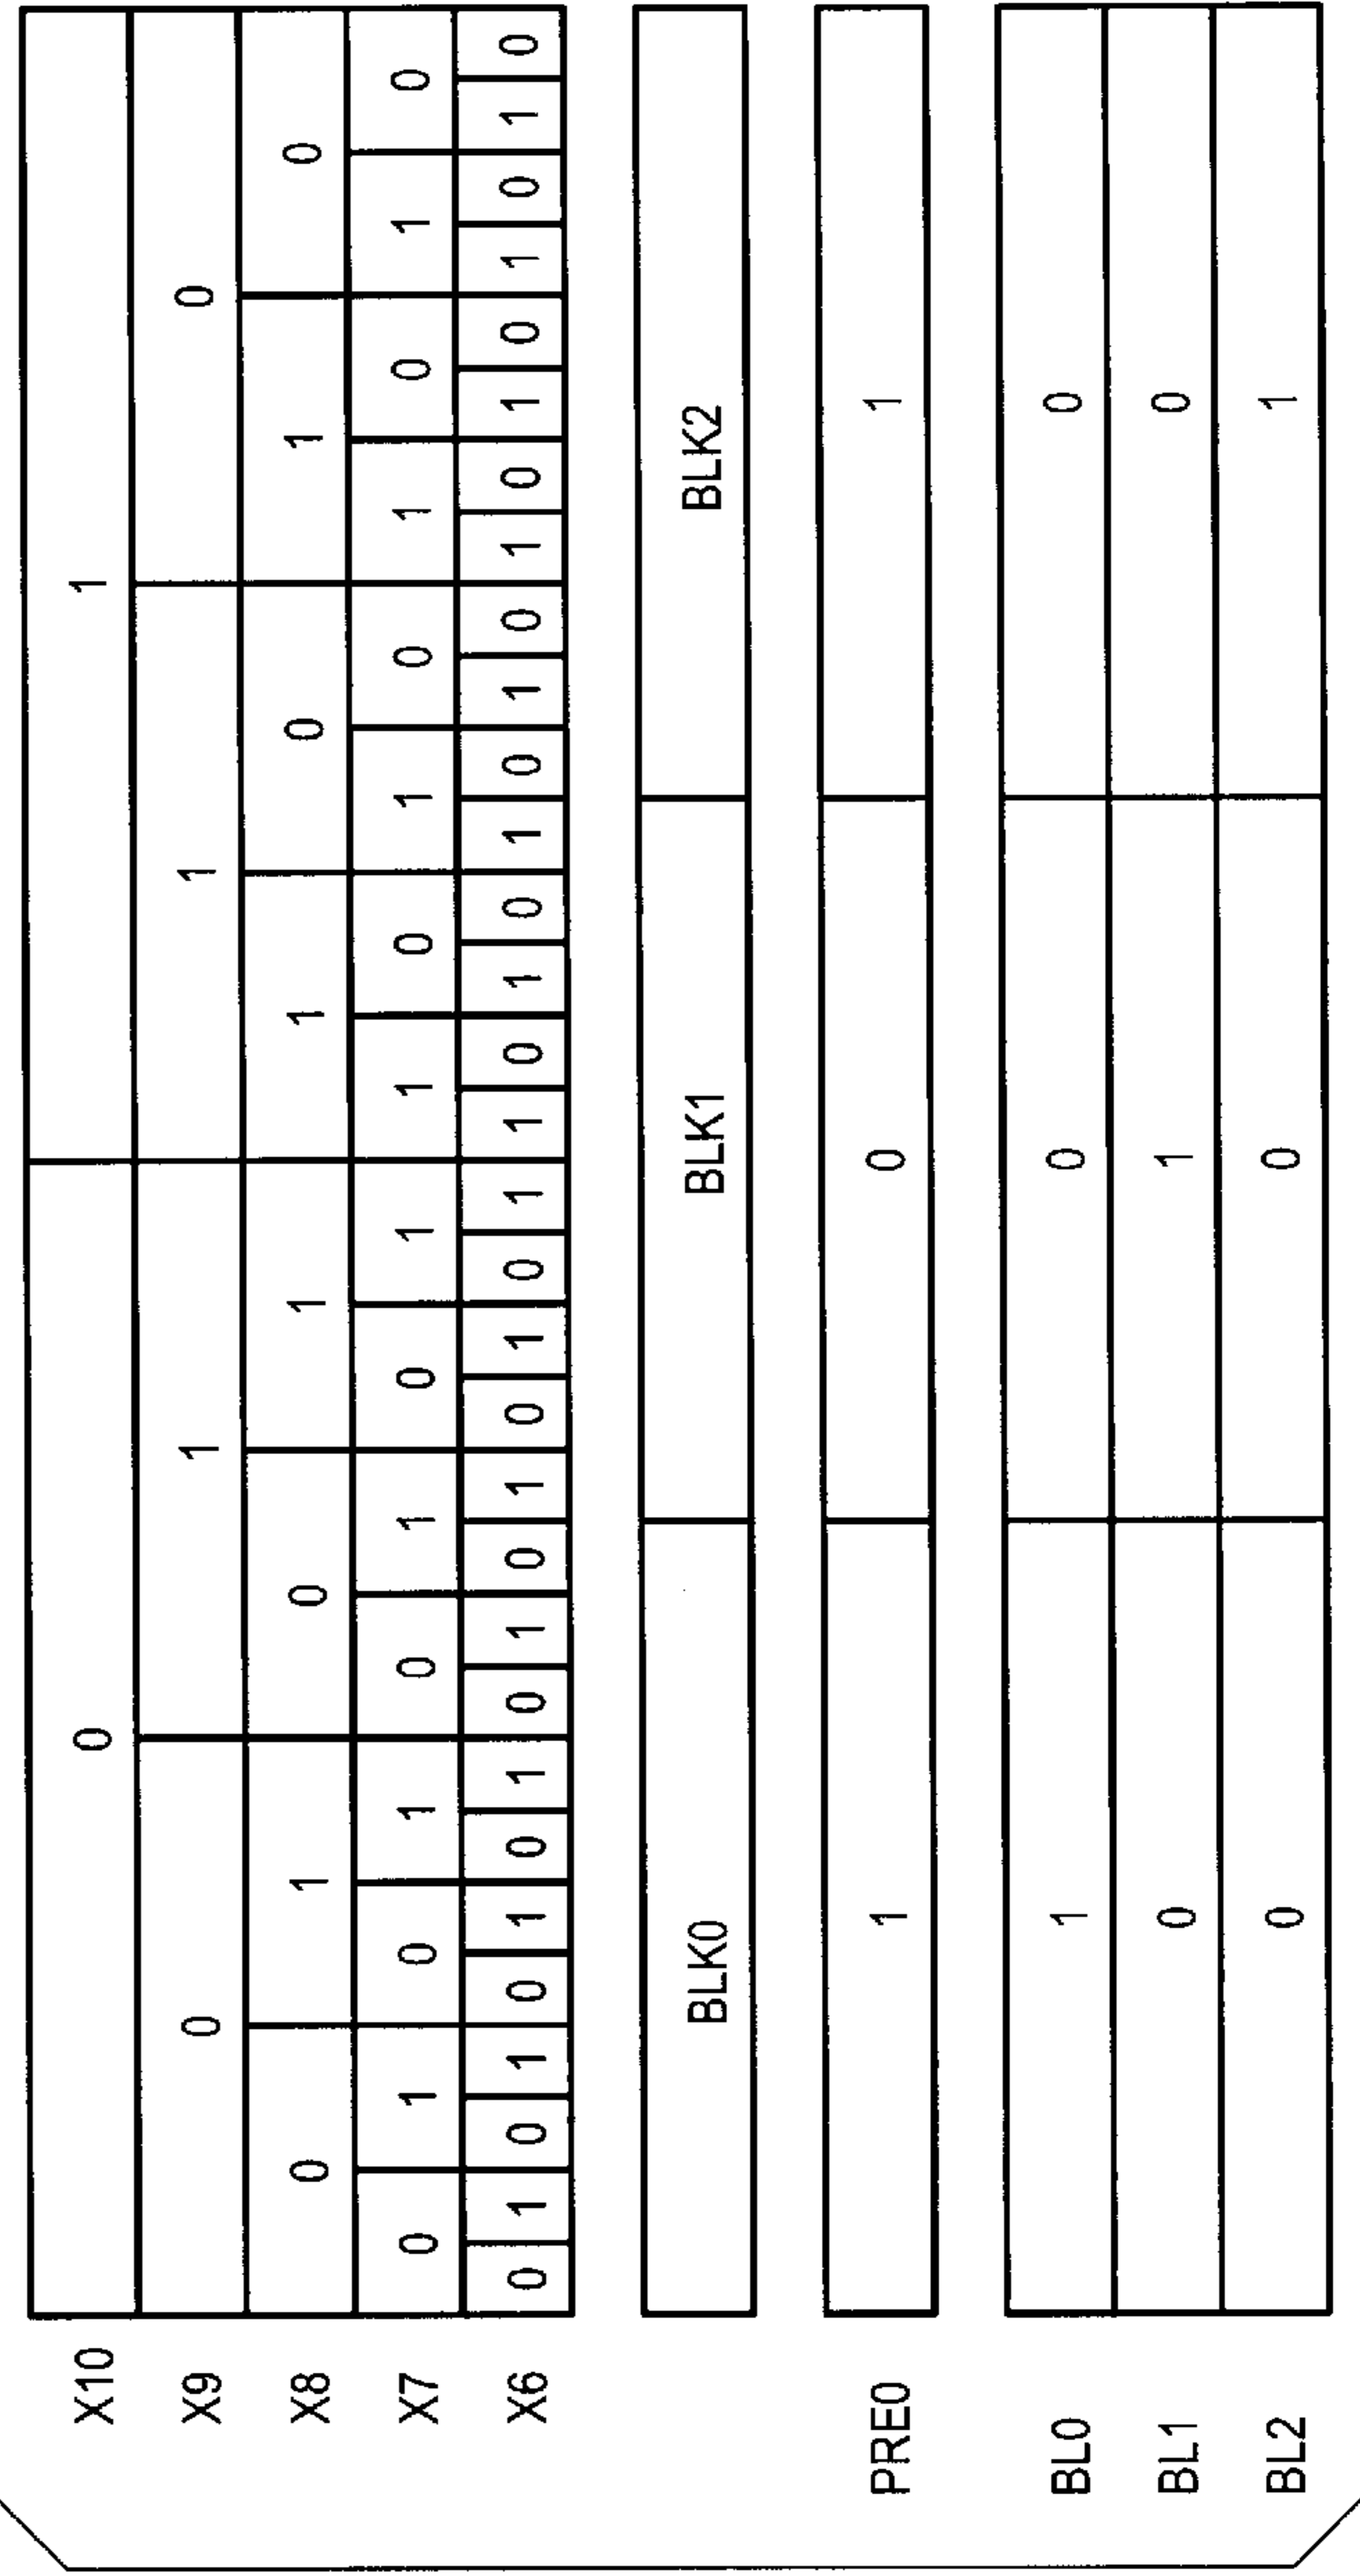 X10 0 1
X9 0 1 1 0
X8 0 1 0 1 1 0 1 0
X7 0 1 0 1 0 1 0 1 1 0 1 0 1 0 1 0
X6 0 1 0 1 0 1 0 1 0 1 0 1 0 1 0 1 1 0 1 0 1 0 1 0 1 0 1 0 1 0 1 0
BLK0 BLK1 BLK2
PRE0 1 0 1
BL0 1 0 0
BL1 0 1 0
BL2 0 0 1